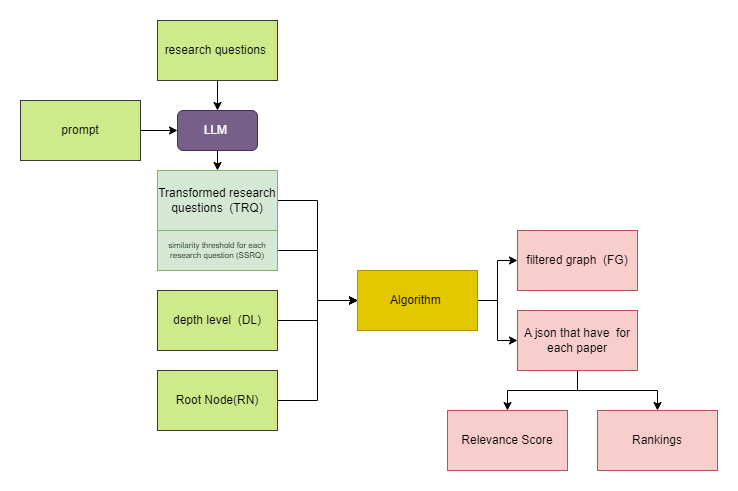 research questions
prompt
LLM
Transformed research
questions (TRQ)
similarity threshold for each
research question (SSRQ)
depth level (DL)
Root Node(RN)
Algorithm
filtered graph (FG)
A json that have for
each paper
Relevance Score
Rankings